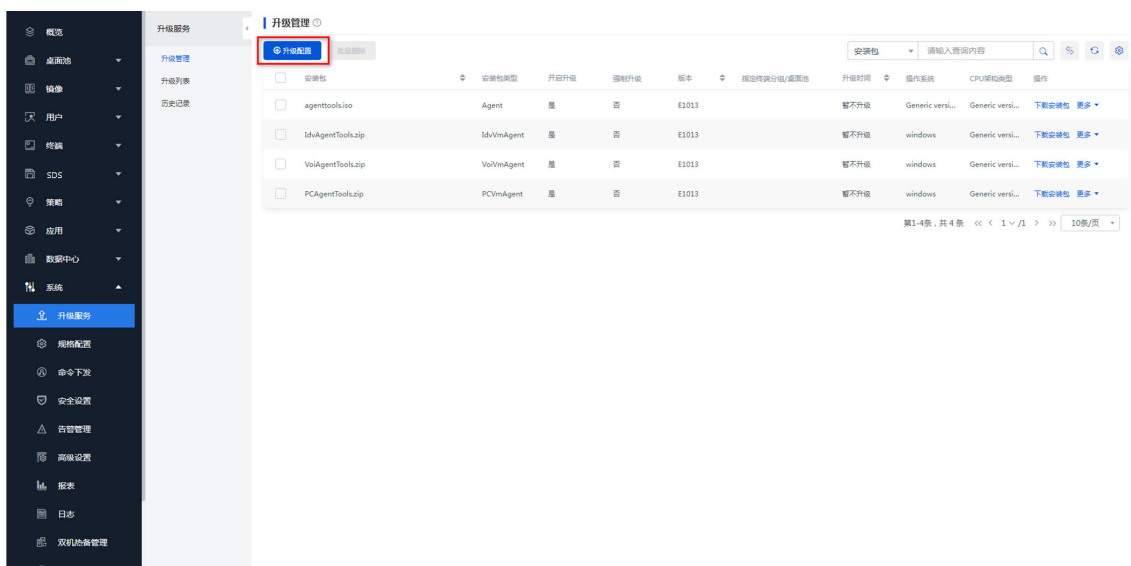 概览
桌面池
镜像
用户
终端
SDS
策略
应用
数据中心
系统
升级服务
规格配置
命令下发
安全设置
告警管理
高级设置
报表
日志
双机热备管理
升级服务
升级管理
升级列表
历史记录
升级管理
升级配置 批量删除 安装包 请输入查询内容
安装包 安装包类型 开启升级 强制升级 版本 指定终端分组/桌面池 升级时间 操作系统 CPU架构类型 操作
agenttools.iso Agent 是 否 E1013 暂不升级 Generic versi... Generic versi... 下载安装包 更多
IdvAgentTools.zip IdvVmAgent 是 否 E1013 暂不升级 windows Generic versi... 下载安装包 更多
VoiAgentTools.zip VoiVmAgent 是 否 E1013 暂不升级 windows Generic versi... 下载安装包 更多
PCAgentTools.zip PCVmAgent 是 否 E1013 暂不升级 windows Generic versi... 下载安装包 更多
第1-4条，共 4 条 << < 1 /1 > >> 10条/页